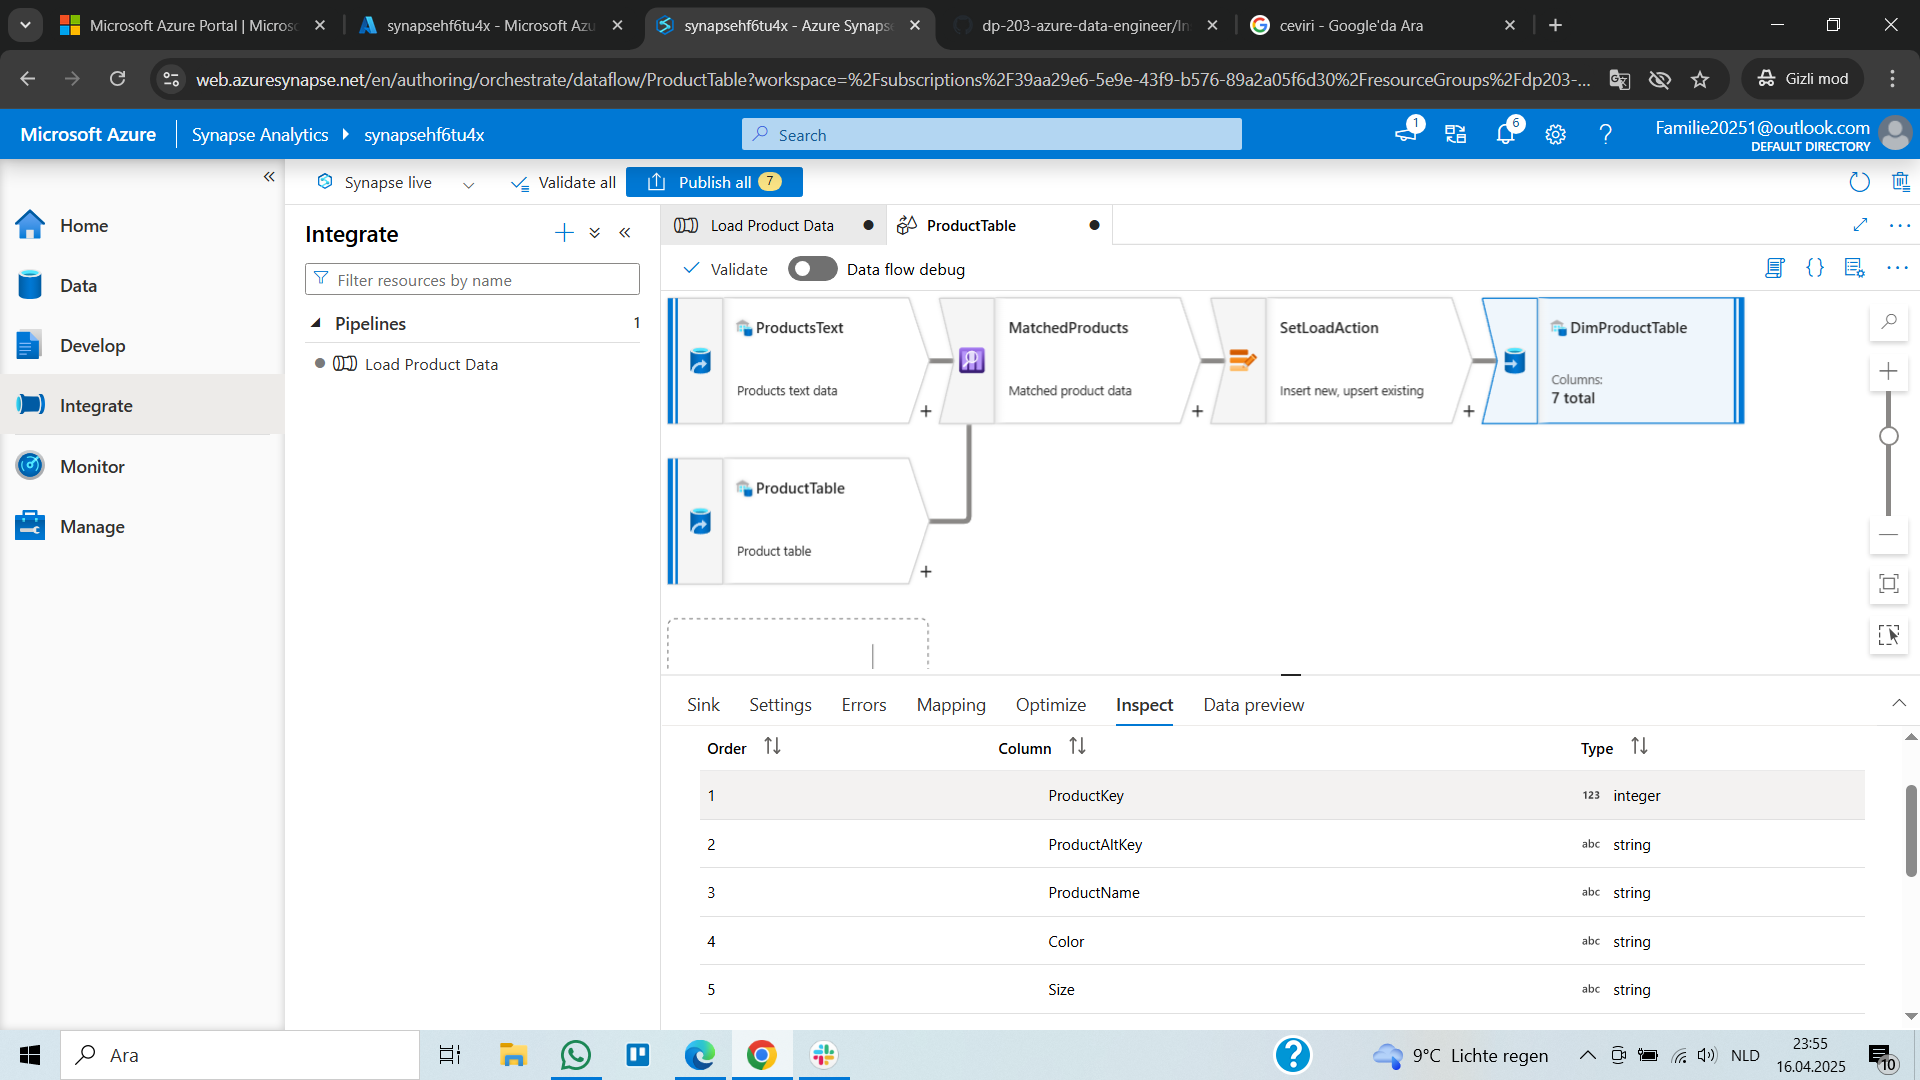 Microsoft Azure Portal | Micros
synapsehf6tu4x - Microsoft Azu
synapsehf6tu4x - Azure Synaps
dp-203-azure-data-engineer/In
ceviri - Google'da Ara
web.azuresynapse.net/en/authoring/orchestrate/dataflow/ProductTable?workspace=%2Fsubscriptions%2F39aa29e6-5e9e-43f9-b576-89a2a05f6d30%2FresourceGroups%2Fdp203-...
Gizli mod
Microsoft Azure
Synapse Analytics
synapsehf6tu4x
Search
1
6
Familie20251@outlook.com
DEFAULT DIRECTORY
Synapse live
Validate all
Publish all 7
Home
Data
Develop
Integrate
Monitor
Manage
Integrate
Filter resources by name
Pipelines 1
Load Product Data
Load Product Data
ProductTable
Validate
Data flow debug
ProductsText
Products text data
MatchedProducts
Matched product data
SetLoadAction
Insert new, upsert existing
DimProductTable
Columns:
7 total
ProductTable
Product table
Sink Settings Errors Mapping Optimize Inspect Data preview
Order Column Type
1 ProductKey 123 integer
2 ProductAltKey abc string
3 ProductName abc string
4 Color abc string
5 Size abc string
Ara
9°C Lichte regen
NLD
23:55
16.04.2025
10